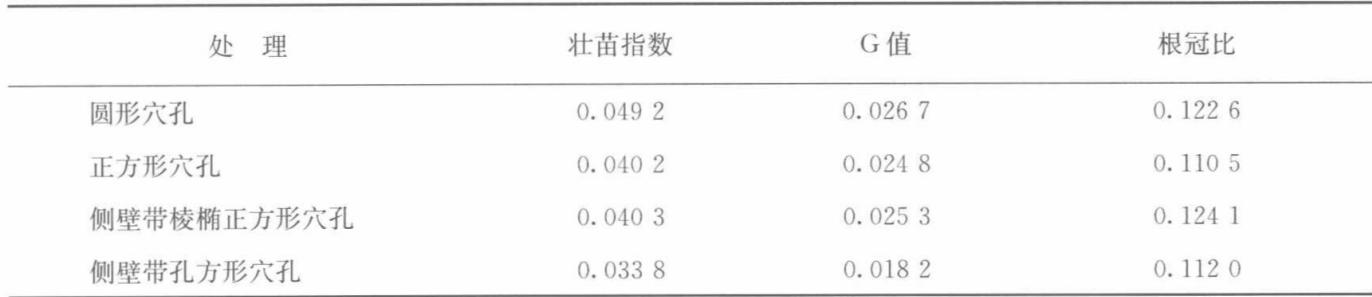 处 理 壮苗指数 G值 根冠比
圆形穴孔 0.049 2 0.026 7 0.122 6
正方形穴孔 0.040 2 0.024 8 0.110 5
侧壁带棱椭正方形穴孔 0.040 3 0.025 3 0.124 1
侧壁带孔方形穴孔 0.033 8 0.018 2 0.112 0